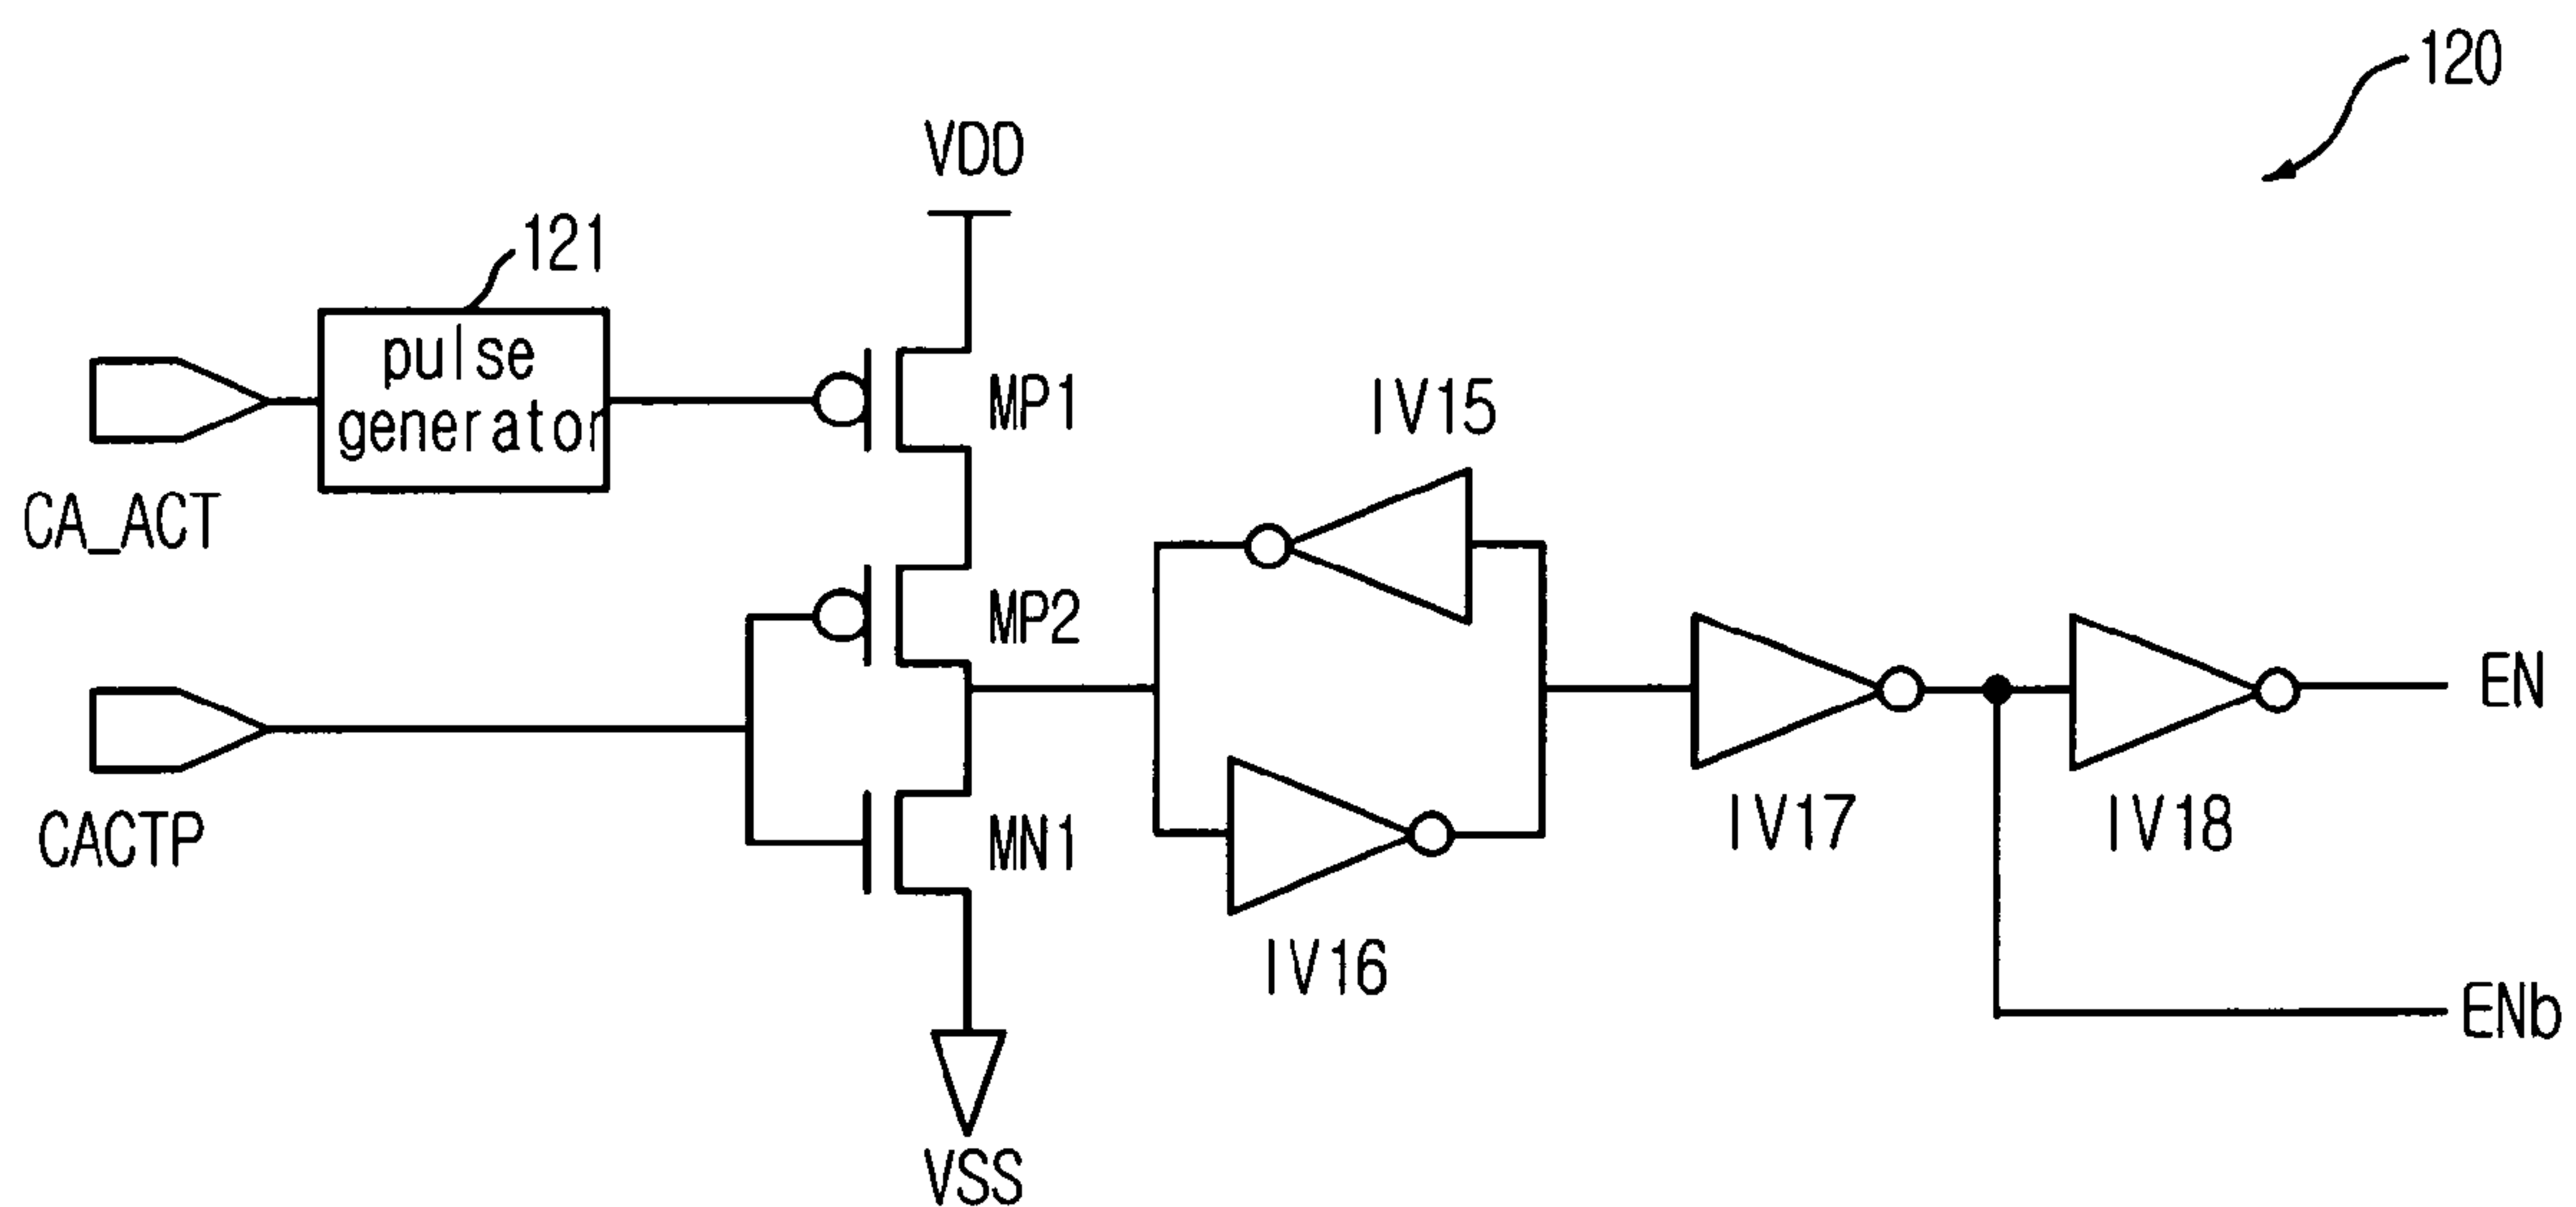 120
VDD
121
pulse
generator
MP1
IV15
CA_ACT
MP2
EN
CACTP
MN1
IV17
IV18
IV16
ENb
VSS